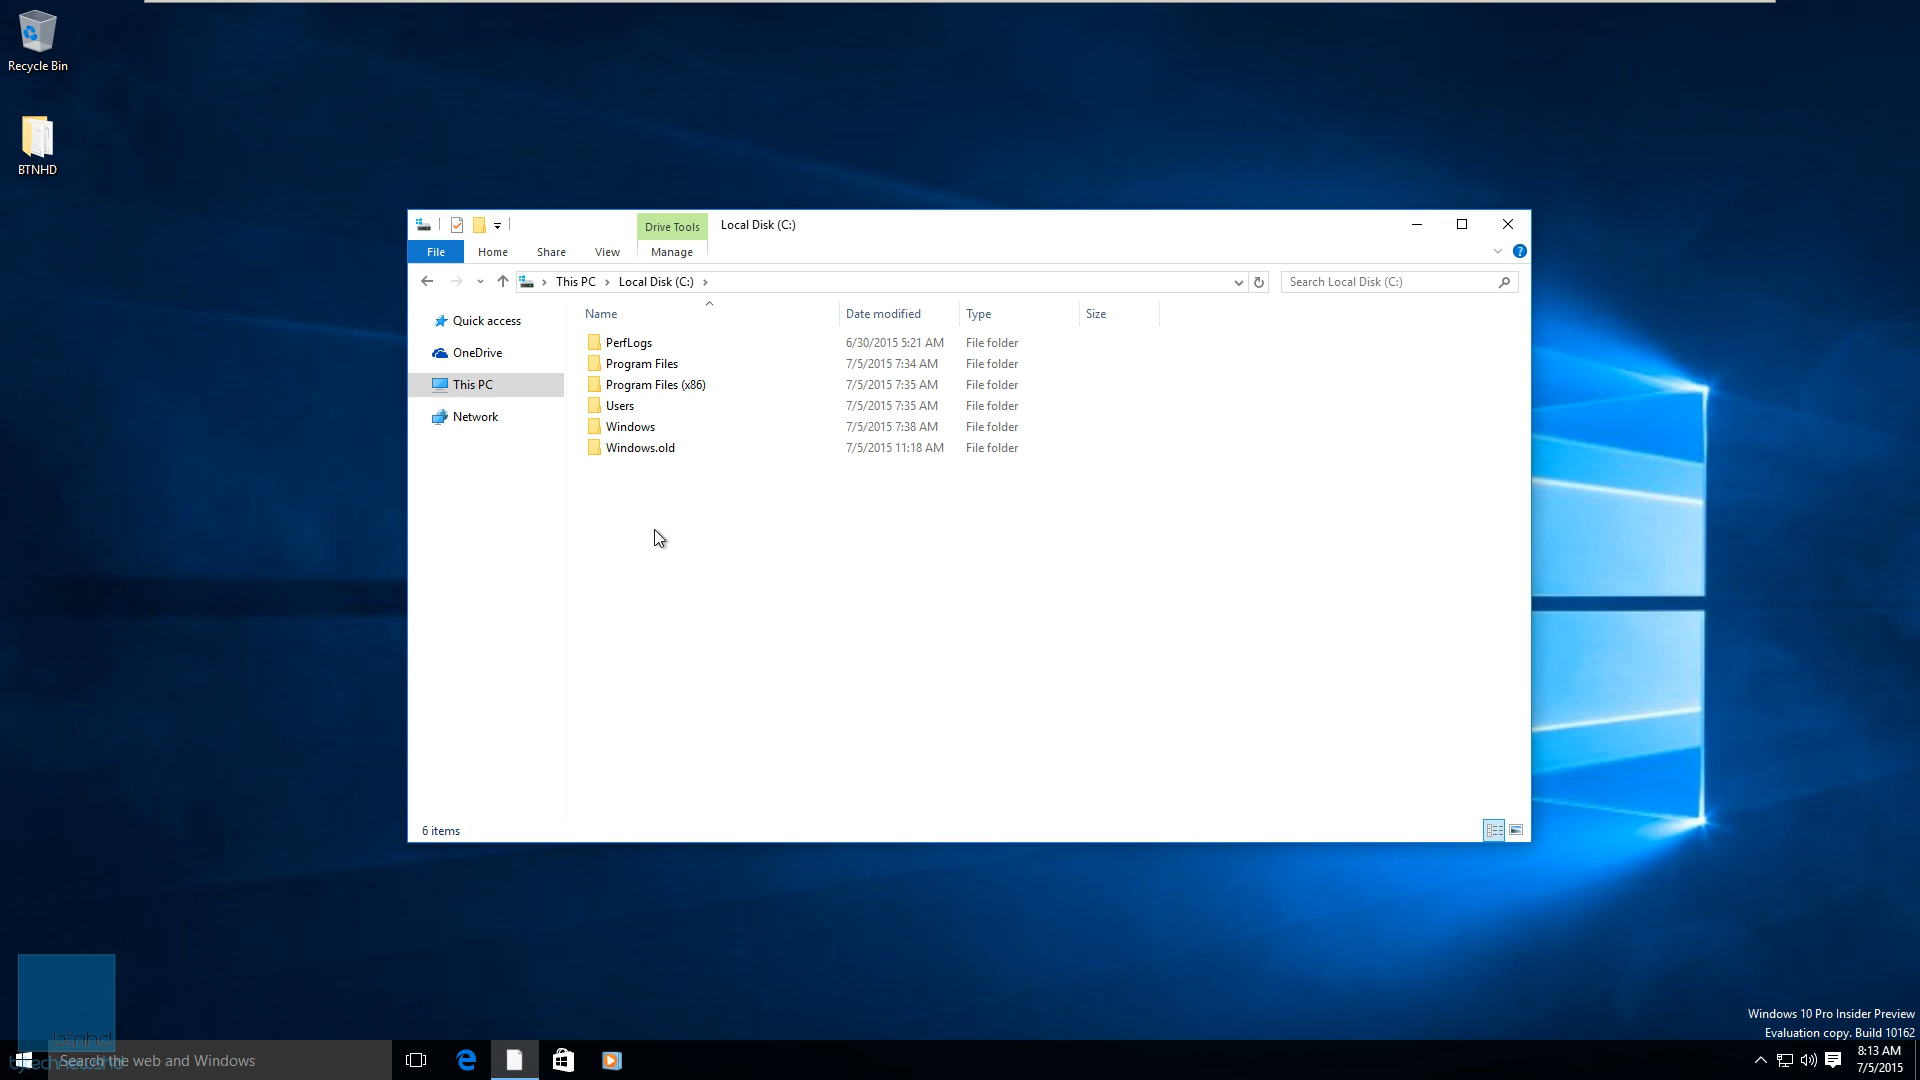 Recycle Bin
BTNHD
Drive Tools
Local Disk (C:)
File
Home
Share
View
Manage
This PC
Local Disk (C:)
Search Local Disk (C:)
Quick access
OneDrive
This PC
Network
Name
Date modified
Type
Size
PerfLogs
6/30/2015 5:21 AM
File folder
Program Files
7/5/2015 7:34 AM
File folder
Program Files (x86)
7/5/2015 7:35 AM
File folder
Users
7/5/2015 7:35 AM
File folder
Windows
7/5/2015 7:38 AM
File folder
Windows.old
7/5/2015 11:18 AM
File folder
6 items
Windows 10 Pro Insider Preview
Evaluation copy. Build 10162
btnhd
Search the web and Windows
8:13 AM
7/5/2015